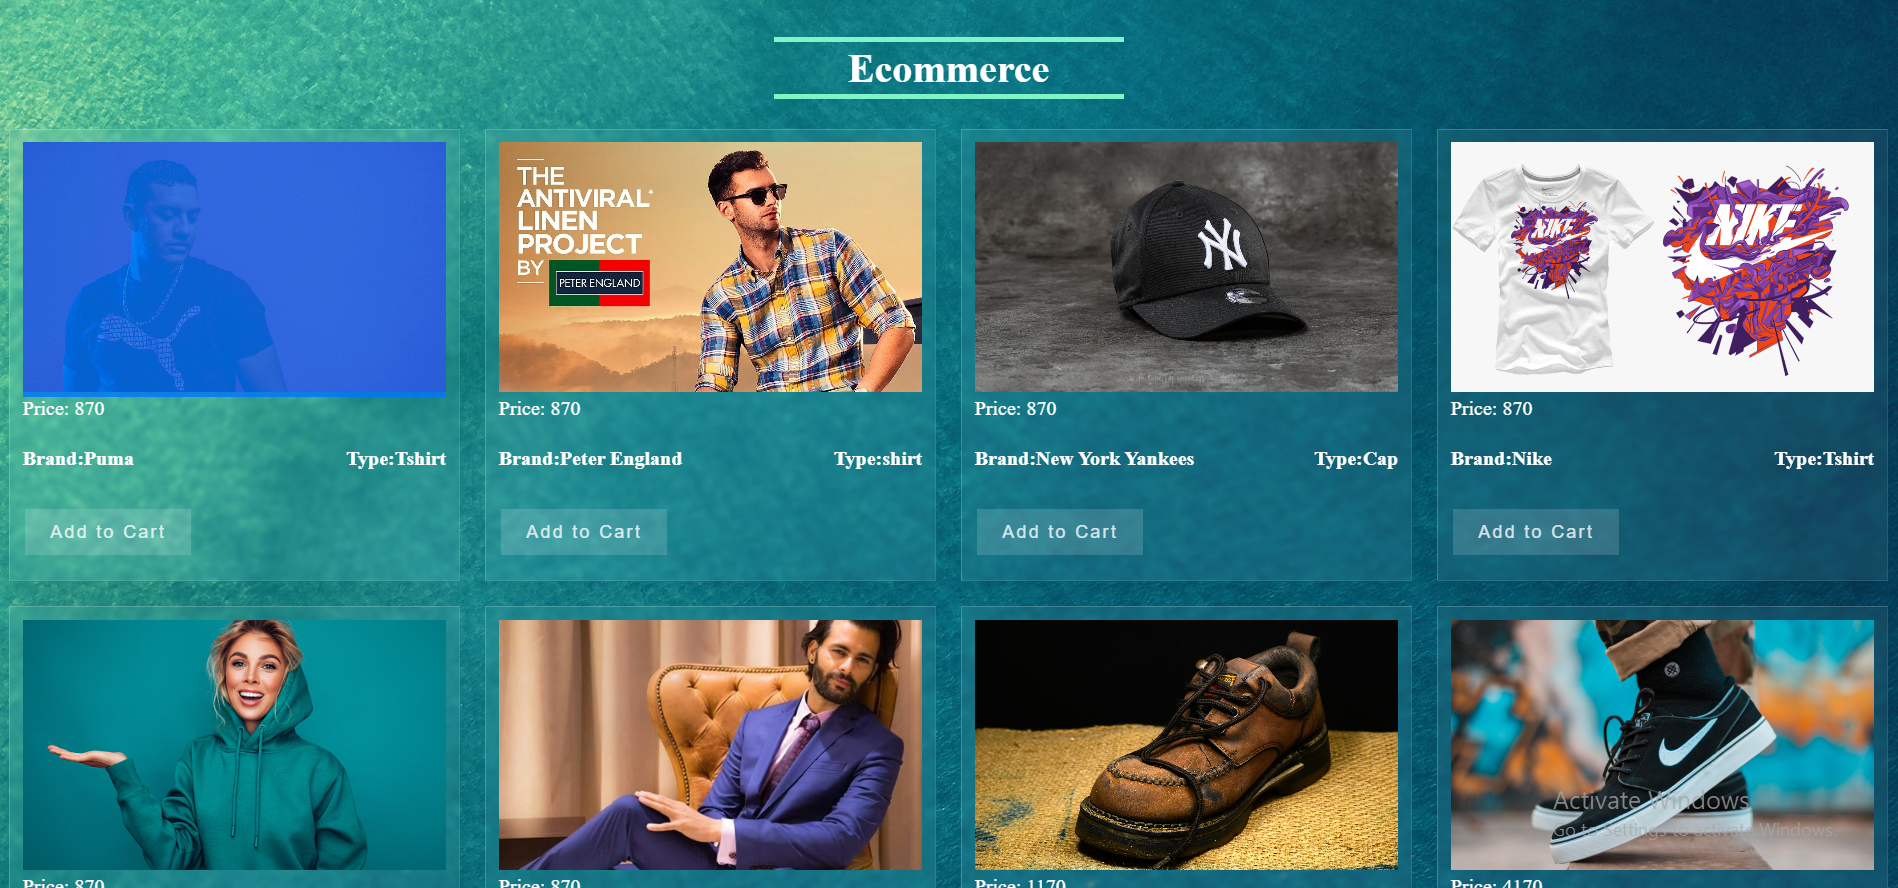 Ecommerce
THE
ANTIVIRAL*
LINEN
PROJECT
BY PETER ENGLAND
NY
NIKE
NIKE
Price: 870
Price: 870
Price: 870
Price: 870
Brand:Puma
Type:Tshirt
Brand:Peter England
Type:shirt
Brand:New York Yankees
Type:Cap
Brand:Nike
Type:Tshirt
Add to Cart
Add to Cart
Add to Cart
Add to Cart
Activate Windows
Go to Settings to activate Windows.
Price: 870
Price: 870
Price: 1170
Price: 4170